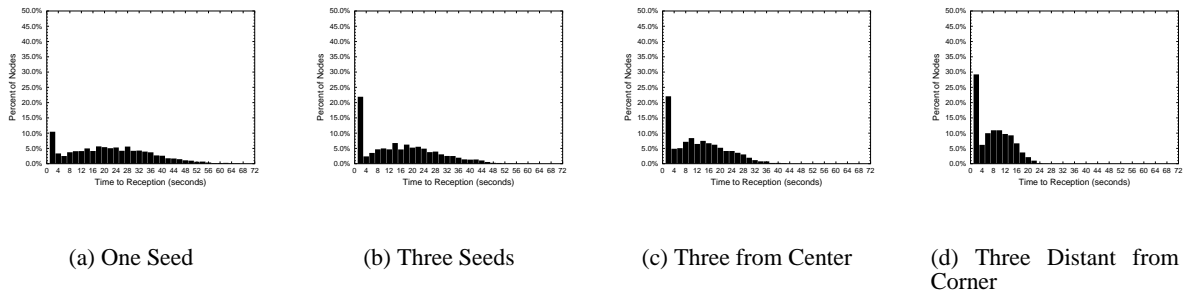 50.0%
45.0%
40.0%
35.0%
30.0%
25.0%
20.0%
15.0%
10.0%
5.0%
0.0%
Percent of Nodes
0 4 8 12 16 20 24 28 32 36 40 44 48 52 56 60 64 68 72
Time to Reception (seconds)
(a) One Seed
50.0%
45.0%
40.0%
35.0%
30.0%
25.0%
20.0%
15.0%
10.0%
5.0%
0.0%
Percent of Nodes
0 4 8 12 16 20 24 28 32 36 40 44 48 52 56 60 64 68 72
Time to Reception (seconds)
(b) Three Seeds
50.0%
45.0%
40.0%
35.0%
30.0%
25.0%
20.0%
15.0%
10.0%
5.0%
0.0%
Percent of Nodes
0 4 8 12 16 20 24 28 32 36 40 44 48 52 56 60 64 68 72
Time to Reception (seconds)
(c) Three from Center
50.0%
45.0%
40.0%
35.0%
30.0%
25.0%
20.0%
15.0%
10.0%
5.0%
0.0%
Percent of Nodes
0 4 8 12 16 20 24 28 32 36 40 44 48 52 56 60 64 68 72
Time to Reception (seconds)
(d) Three Distant from
Corner